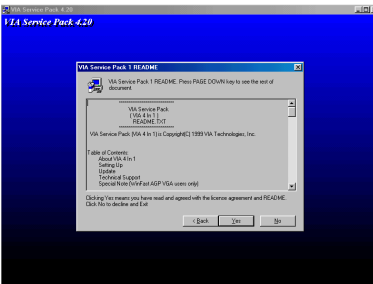 VIA Service Pack 4.20
VIA Service Pack 4.20
VIA Service Pack 1 README
VIA Service Pack 1 README. Press PAGE DOWN key to see the rest of
document
VIA Service Pack
( VIA 4 In 1 )
README.TXT
VIA Service Pack (VIA 4 In 1) is Copyright(C) 1999 VIA Technologies, Inc.
Table of Contents:
About VIA 4 in 1
Setting Up
Update
Technical Support
Special Note (WinFast AGP VGA users only)
Clicking Yes means you have read and agreed with the license agreement and README.
Click No to decline and Exit
< Back
Yes
No